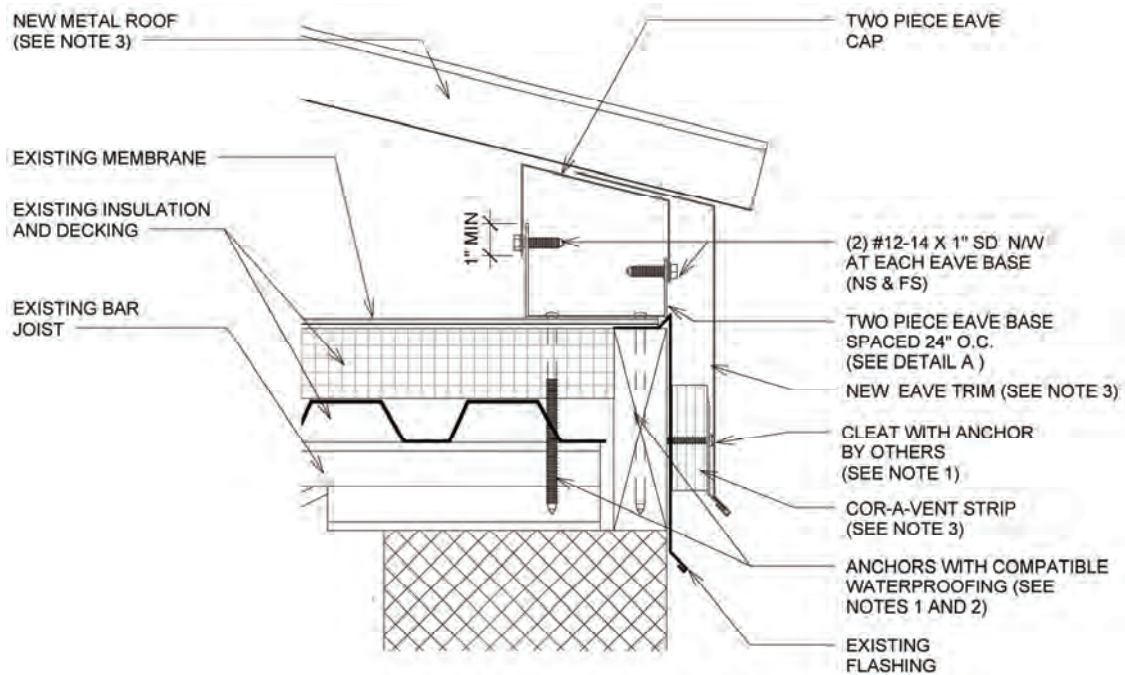 NEW METAL ROOF
(SEE NOTE 3)
EXISTING MEMBRANE
EXISTING INSULATION
AND DECKING
EXISTING BAR
JOIST
1" MIN
TWO PIECE EAVE
CAP
(2) #12-14 X 1" SD N/W
AT EACH EAVE BASE
(NS & FS)
TWO PIECE EAVE BASE
SPACED 24" O.C.
(SEE DETAIL A )
NEW EAVE TRIM (SEE NOTE 3)
CLEAT WITH ANCHOR
BY OTHERS
(SEE NOTE 1)
COR-A-VENT STRIP
(SEE NOTE 3)
ANCHORS WITH COMPATIBLE
WATERPROOFING (SEE
NOTES 1 AND 2)
EXISTING
FLASHING